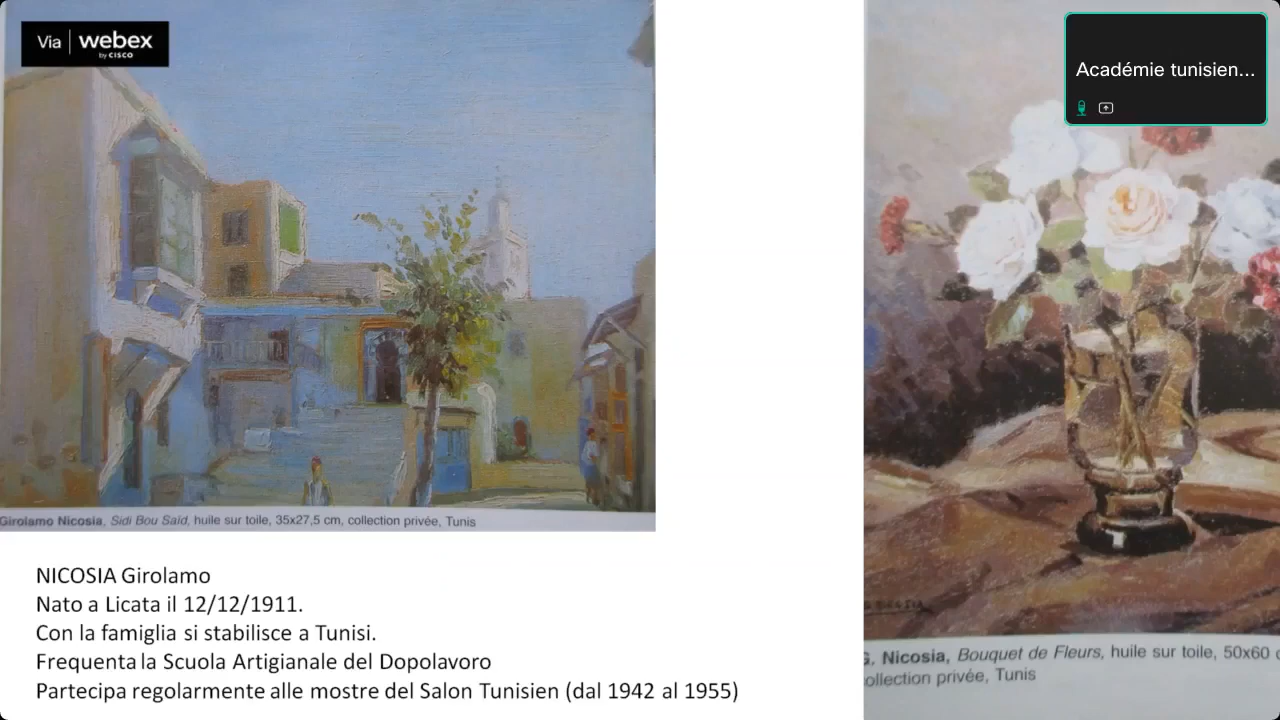 Via webex
by CISCO
Académie tunisien...
Girolamo Nicosia, Sidi Bou Saïd, huile sur toile, 35x27,5 cm, collection privée, Tunis
NICOSIA Girolamo
Nato a Licata il 12/12/1911.
Con la famiglia si stabilisce a Tunisi.
Frequenta la Scuola Artigianale del Dopolavoro
Partecipa regolarmente alle mostre del Salon Tunisien (dal 1942 al 1955)
G. Nicosia, Bouquet de Fleurs, huile sur toile, 50x60 c
ollection privée, Tunis